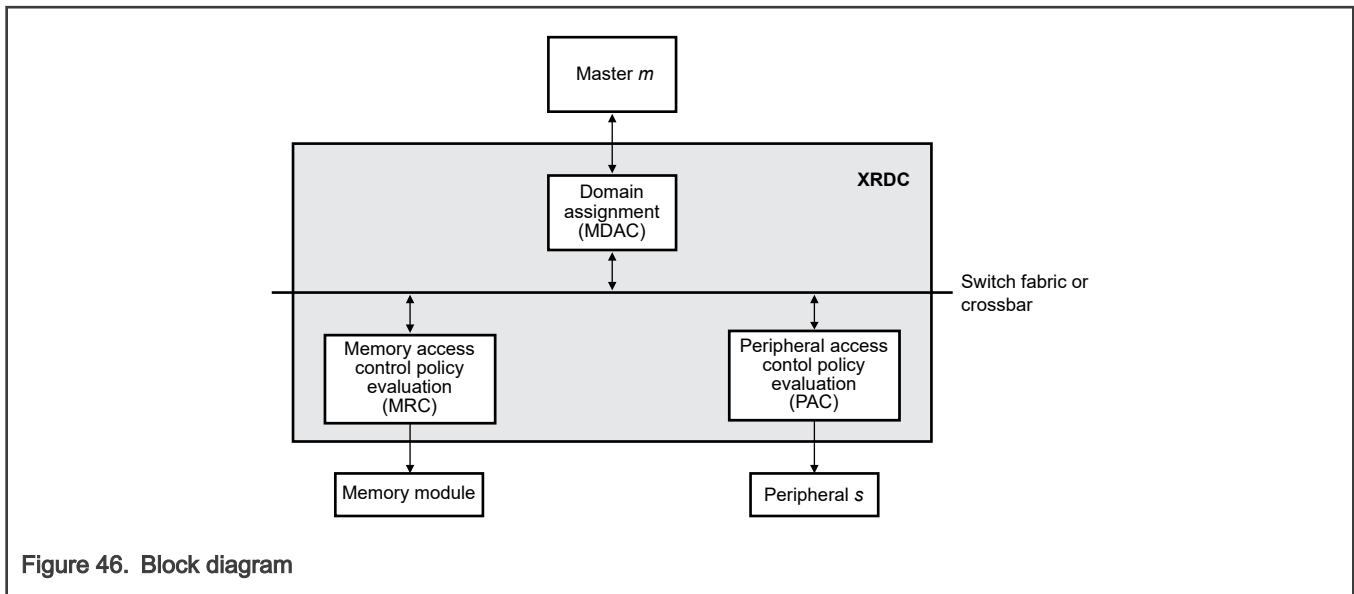 Master m
XRDC
Domain
assignment
(MDAC)
Switch fabric or
crossbar
Memory access
control policy
evaluation
(MRC)
Peripheral access
contol policy
evaluation
(PAC)
Memory module
Peripheral s
Figure 46. Block diagram